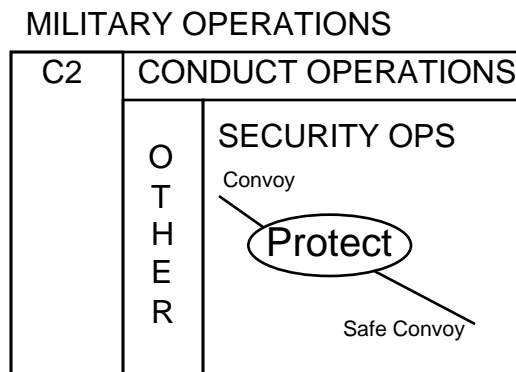 MILITARY OPERATIONS
C2
CONDUCT OPERATIONS
OTHER
SECURITY OPS
Convoy
Protect
Safe Convoy